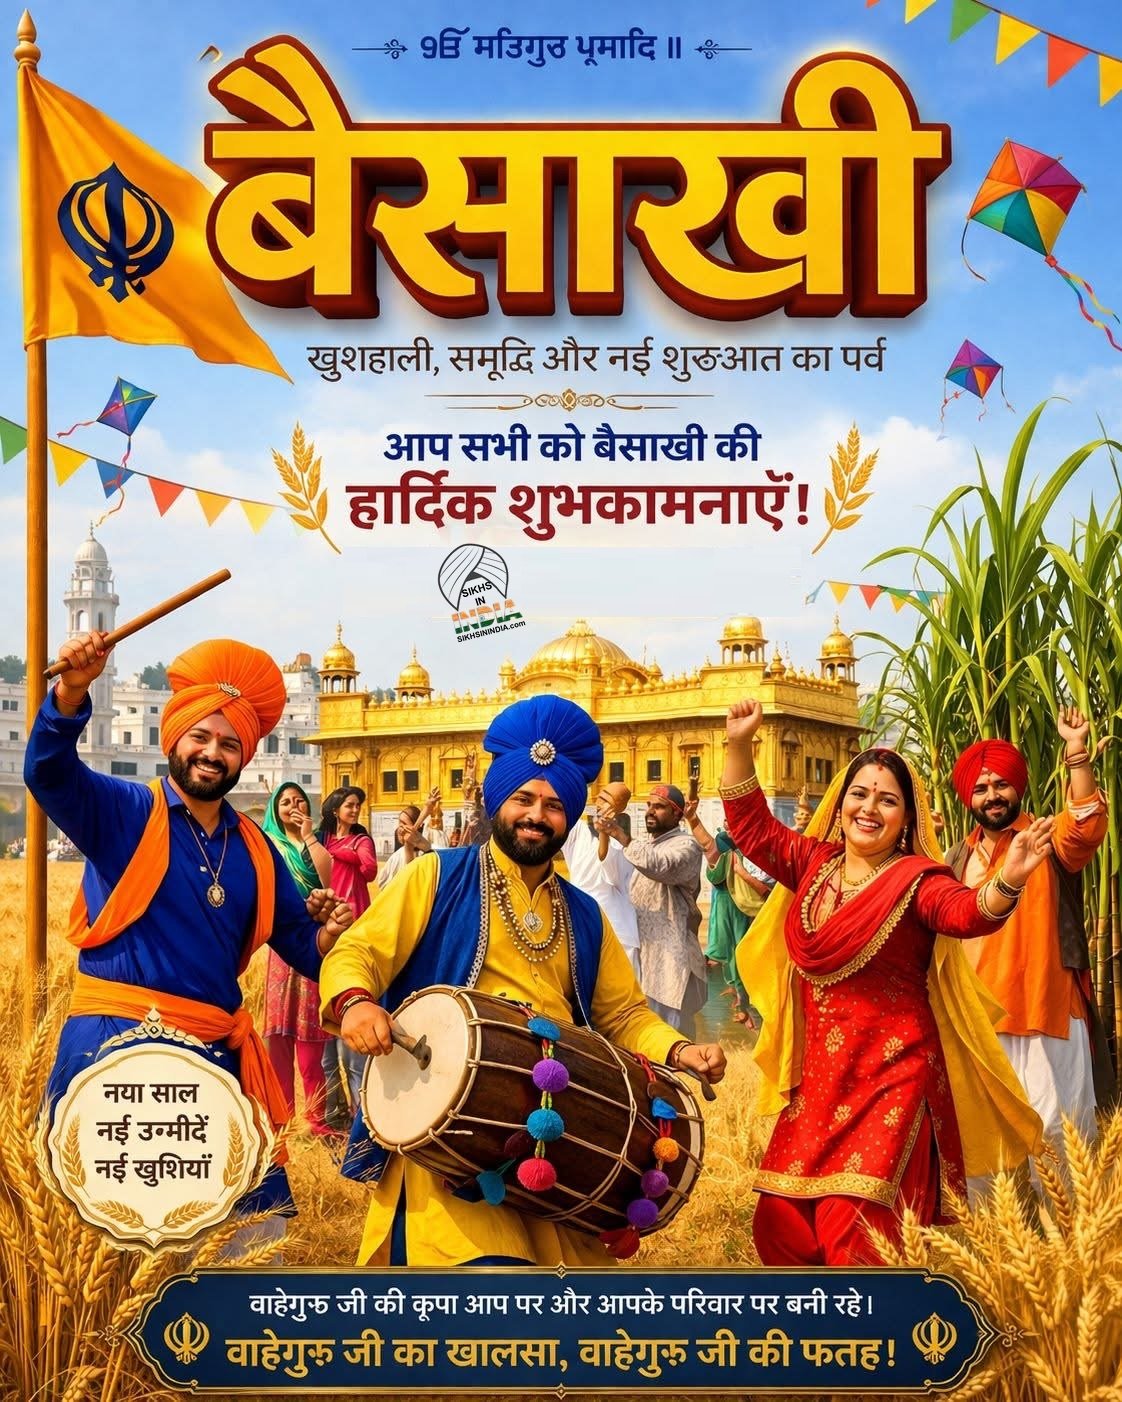 ੴ ਸਤਿਗੁਰ ਪ੍ਰਸਾਦਿ ॥
बैसाखी
खुशहाली, समृद्धि और नई शुरुआत का पर्व
आप सभी को बैसाखी की
हार्दिक शुभकामनाएँ!
SIKHS
IN
INDIA
SIKHSININDIA.com
नया साल
नई उम्मीदें
नई खुशियाँ
वाहेगुरु जी की कृपा आप पर और आपके परिवार पर बनी रहे।
वाहेगुरु जी का खालसा, वाहेगुरु जी की फतह!